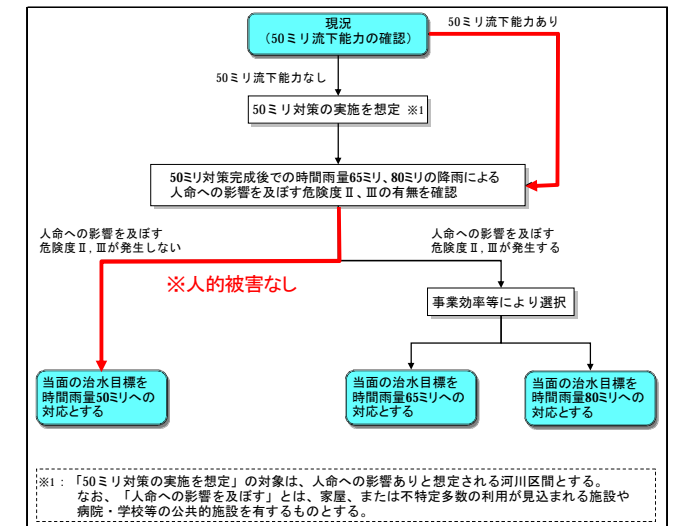 現況
（50ミリ流下能力の確認）
50ミリ流下能力あり
50ミリ流下能力なし
50ミリ対策の実施を想定 ※1
50ミリ対策完成後での時間雨量65ミリ、80ミリの降雨による
人命への影響を及ぼす危険度Ⅱ、Ⅲの有無を確認
人命への影響を及ぼす
危険度Ⅱ,Ⅲが発生しない
人命への影響を及ぼす
危険度Ⅱ,Ⅲが発生する
※人的被害なし
事業効率等により選択
当面の治水目標を
時間雨量50ミリへの
対応とする
当面の治水目標を
時間雨量65ミリへの
対応とする
当面の治水目標を
時間雨量80ミリへの
対応とする
※1：「50ミリ対策の実施を想定」の対象は、人命への影響ありと想定される河川区間とする。
なお、「人命への影響を及ぼす」とは、家屋、または不特定多数の利用が見込まれる施設や
病院・学校等の公共的施設を有するものとする。